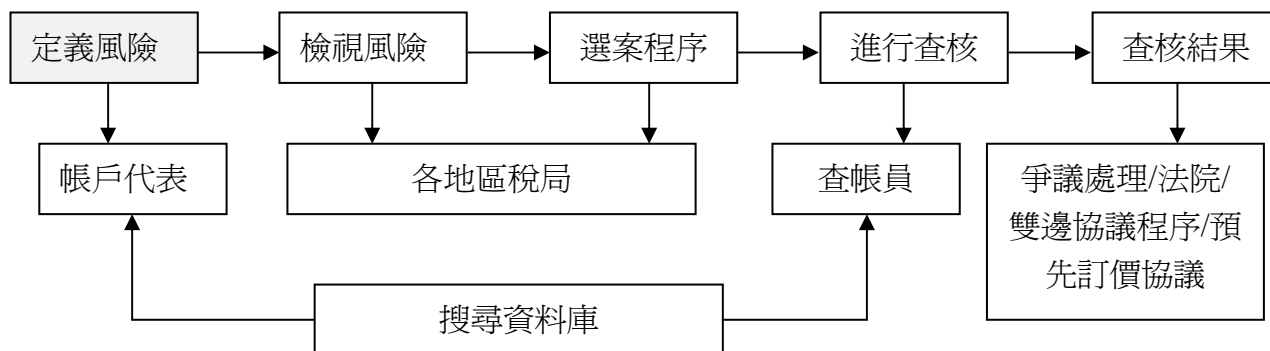 定義風險
檢視風險
選案程序
進行查核
查核結果
帳戶代表
各地區稅局
查帳員
爭議處理/法院/
雙邊協議程序/預
先訂價協議
搜尋資料庫